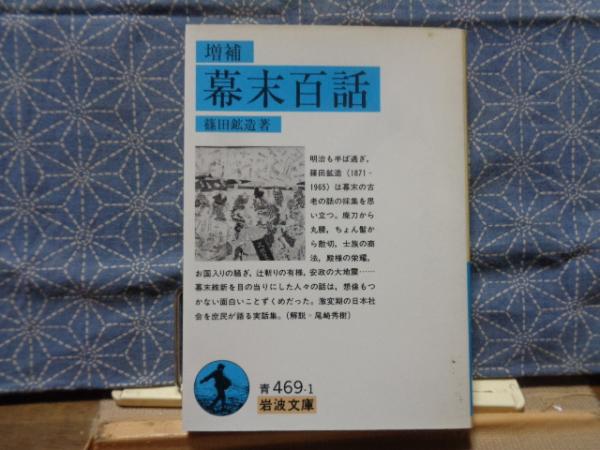 増補
幕末百話
篠田鉱造著
明治も半ば過ぎ,
篠田鉱造(1871-
1965)は幕末の古
老の話の採集を思
い立つ。廃刀から
丸腰,ちょん髷か
ら散切,士族の商
法,殿様の栄耀,
お国入りの騒ぎ,辻斬りの有様,安政の大地震……
幕末維新を目の当りにした人々の話は,想像もつ
かない面白いことずくめだった。激変期の日本社
会を庶民が語る実話集。(解説=尾崎秀樹)
青 469-1
岩波文庫